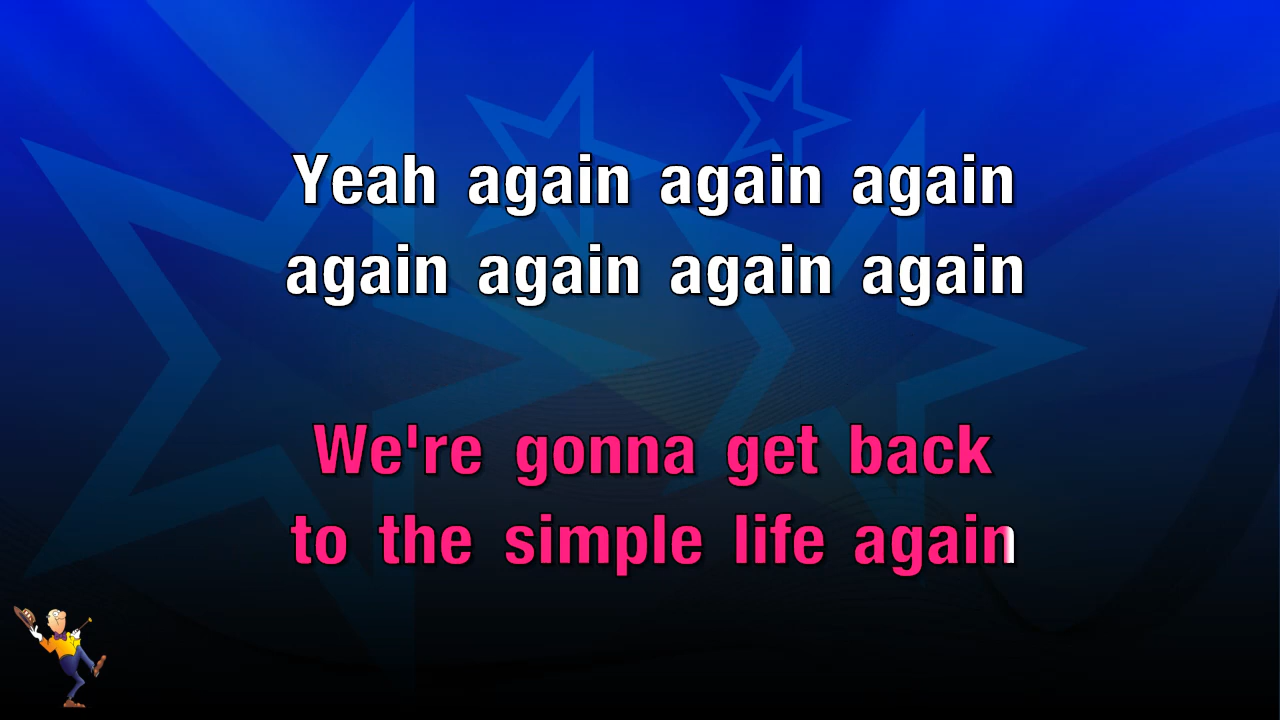 Yeah again again again
again again again again
We're gonna get back
to the simple life again